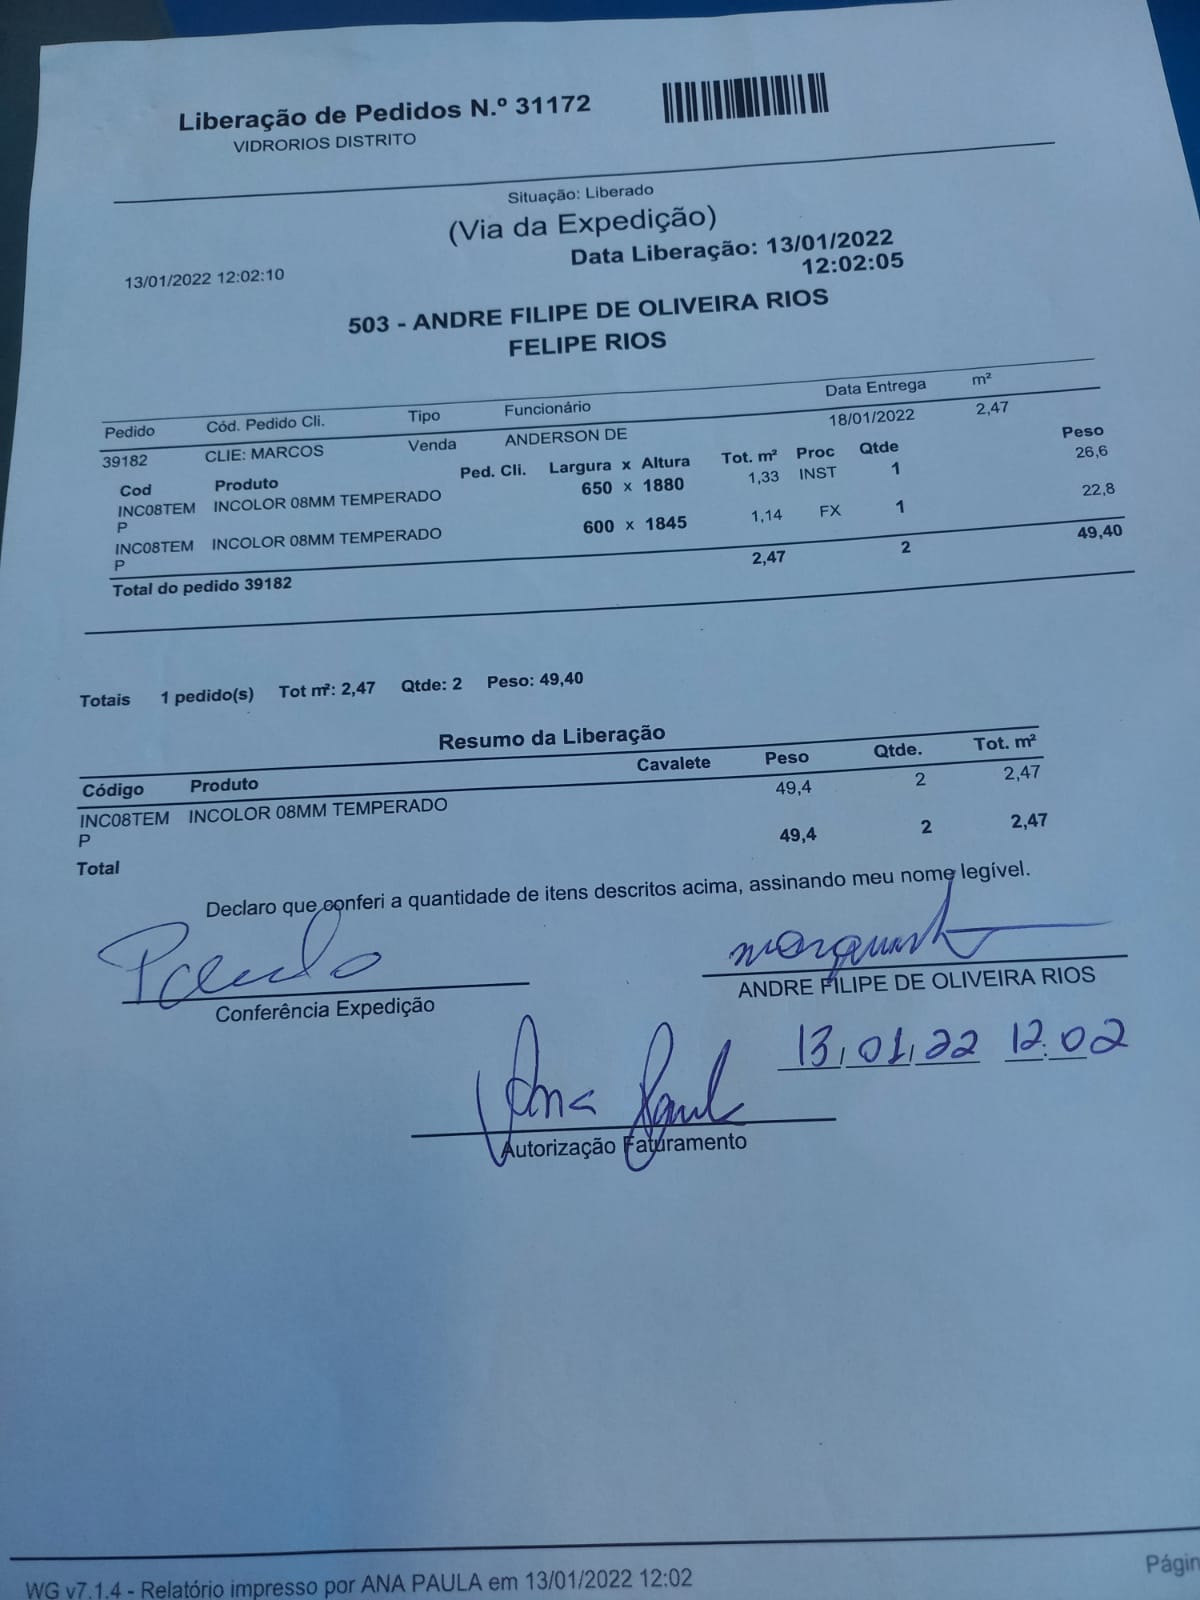 Liberação de Pedidos N.º 31172
VIDRORIOS DISTRITO
Situação: Liberado
(Via da Expedição)
13/01/2022 12:02:10
Data Liberação: 13/01/2022
12:02:05
503 - ANDRE FILIPE DE OLIVEIRA RIOS
FELIPE RIOS
Pedido Cód. Pedido Cli. Tipo Funcionário Data Entrega m²
39182 CLIE: MARCOS Venda ANDERSON DE 18/01/2022 2,47
Cod Produto Ped. Cli. Largura x Altura Tot. m² Proc Qtde Peso
INC08TEM INCOLOR 08MM TEMPERADO 650 x 1880 1,33 INST 1 26,6
P
INC08TEM INCOLOR 08MM TEMPERADO 600 x 1845 1,14 FX 1 22,8
P
Total do pedido 39182 2,47 2 49,40
Totais 1 pedido(s) Tot m²: 2,47 Qtde: 2 Peso: 49,40
Resumo da Liberação
Código Produto Cavalete Peso Qtde. Tot. m²
INC08TEM INCOLOR 08MM TEMPERADO 49,4 2 2,47
P
Total 49,4 2 2,47
Declaro que conferi a quantidade de itens descritos acima, assinando meu nome legível.
Conferência Expedição
ANDRE FILIPE DE OLIVEIRA RIOS
13,01,22 12:02
Ana Paula
Autorização Faturamento
WG v7.1.4 - Relatório impresso por ANA PAULA em 13/01/2022 12:02
Págin